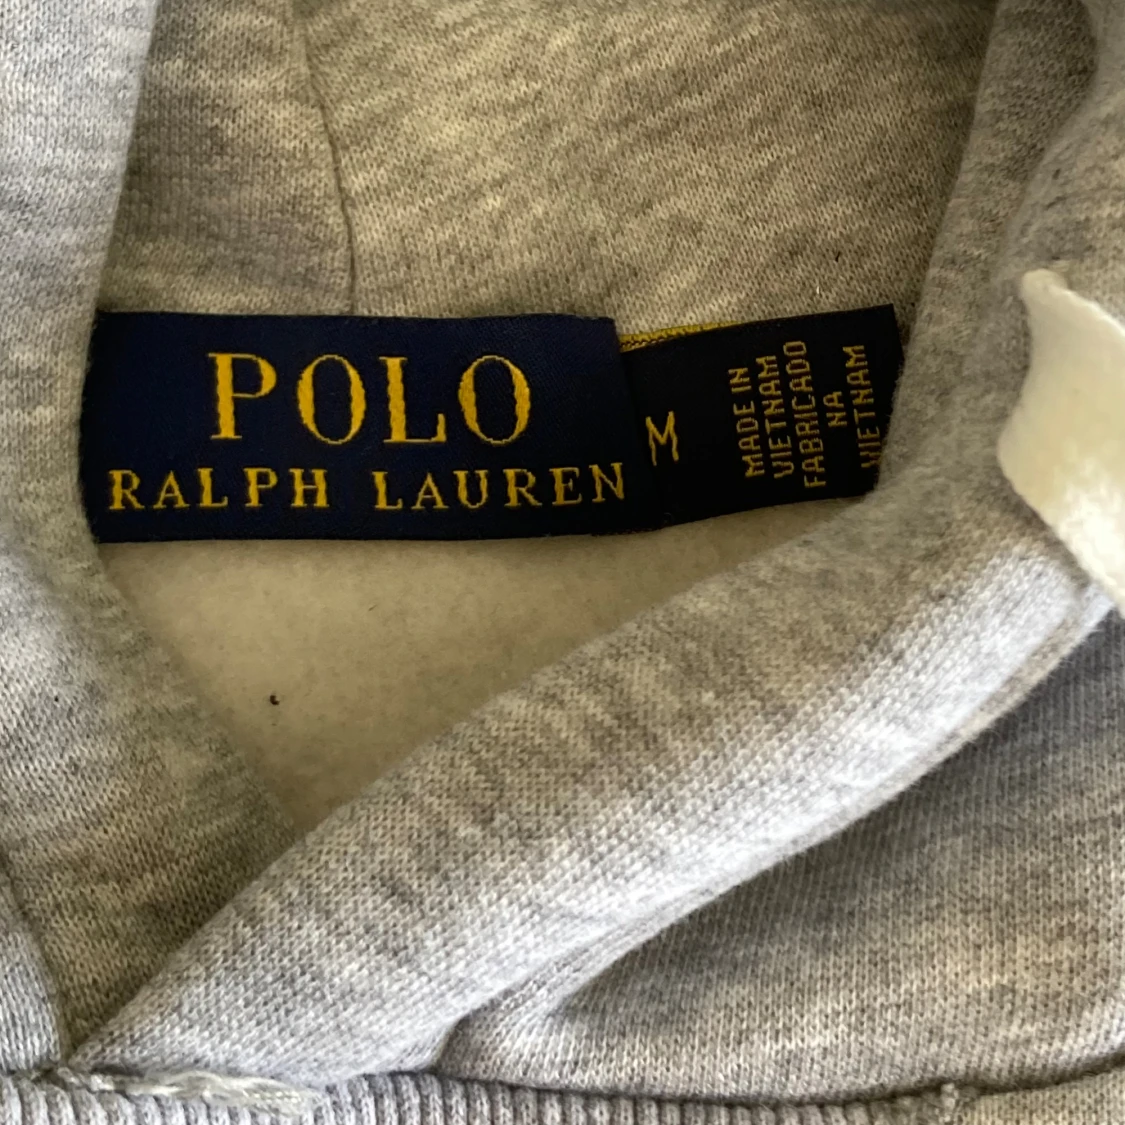 POLO
RALPH LAUREN
M
MADE IN
VIETNAM
FABRICADO
NA
VIETNAM